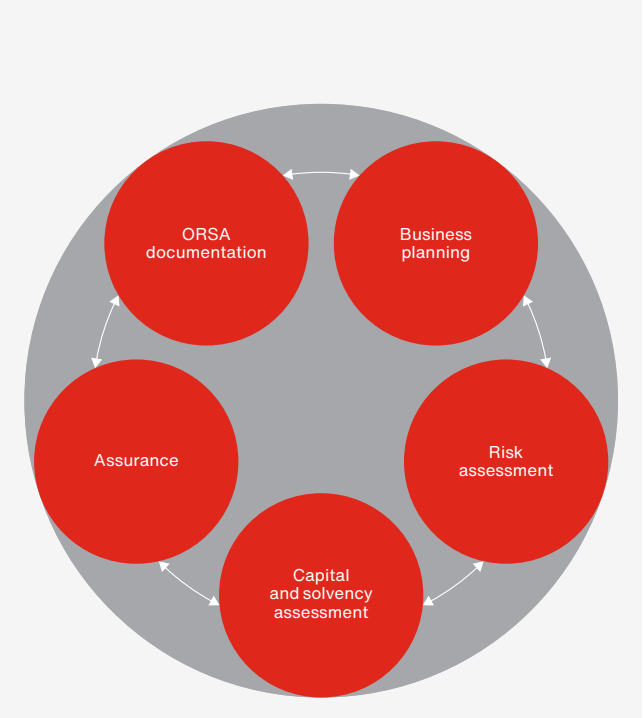 ORSA
documentation
Business
planning
Assurance
Risk
assessment
Capital
and solvency
assessment